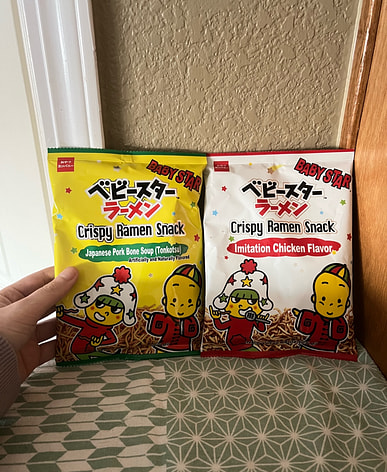 BABY STAR
ベビースター
ラーメン
Crispy Ramen Snack
Japanese Pork Bone Soup (Tonkotsu)
Artificially and Naturally Flavored
BABY STAR
ベビースター
ラーメン
Crispy Ramen Snack
Imitation Chicken Flavor